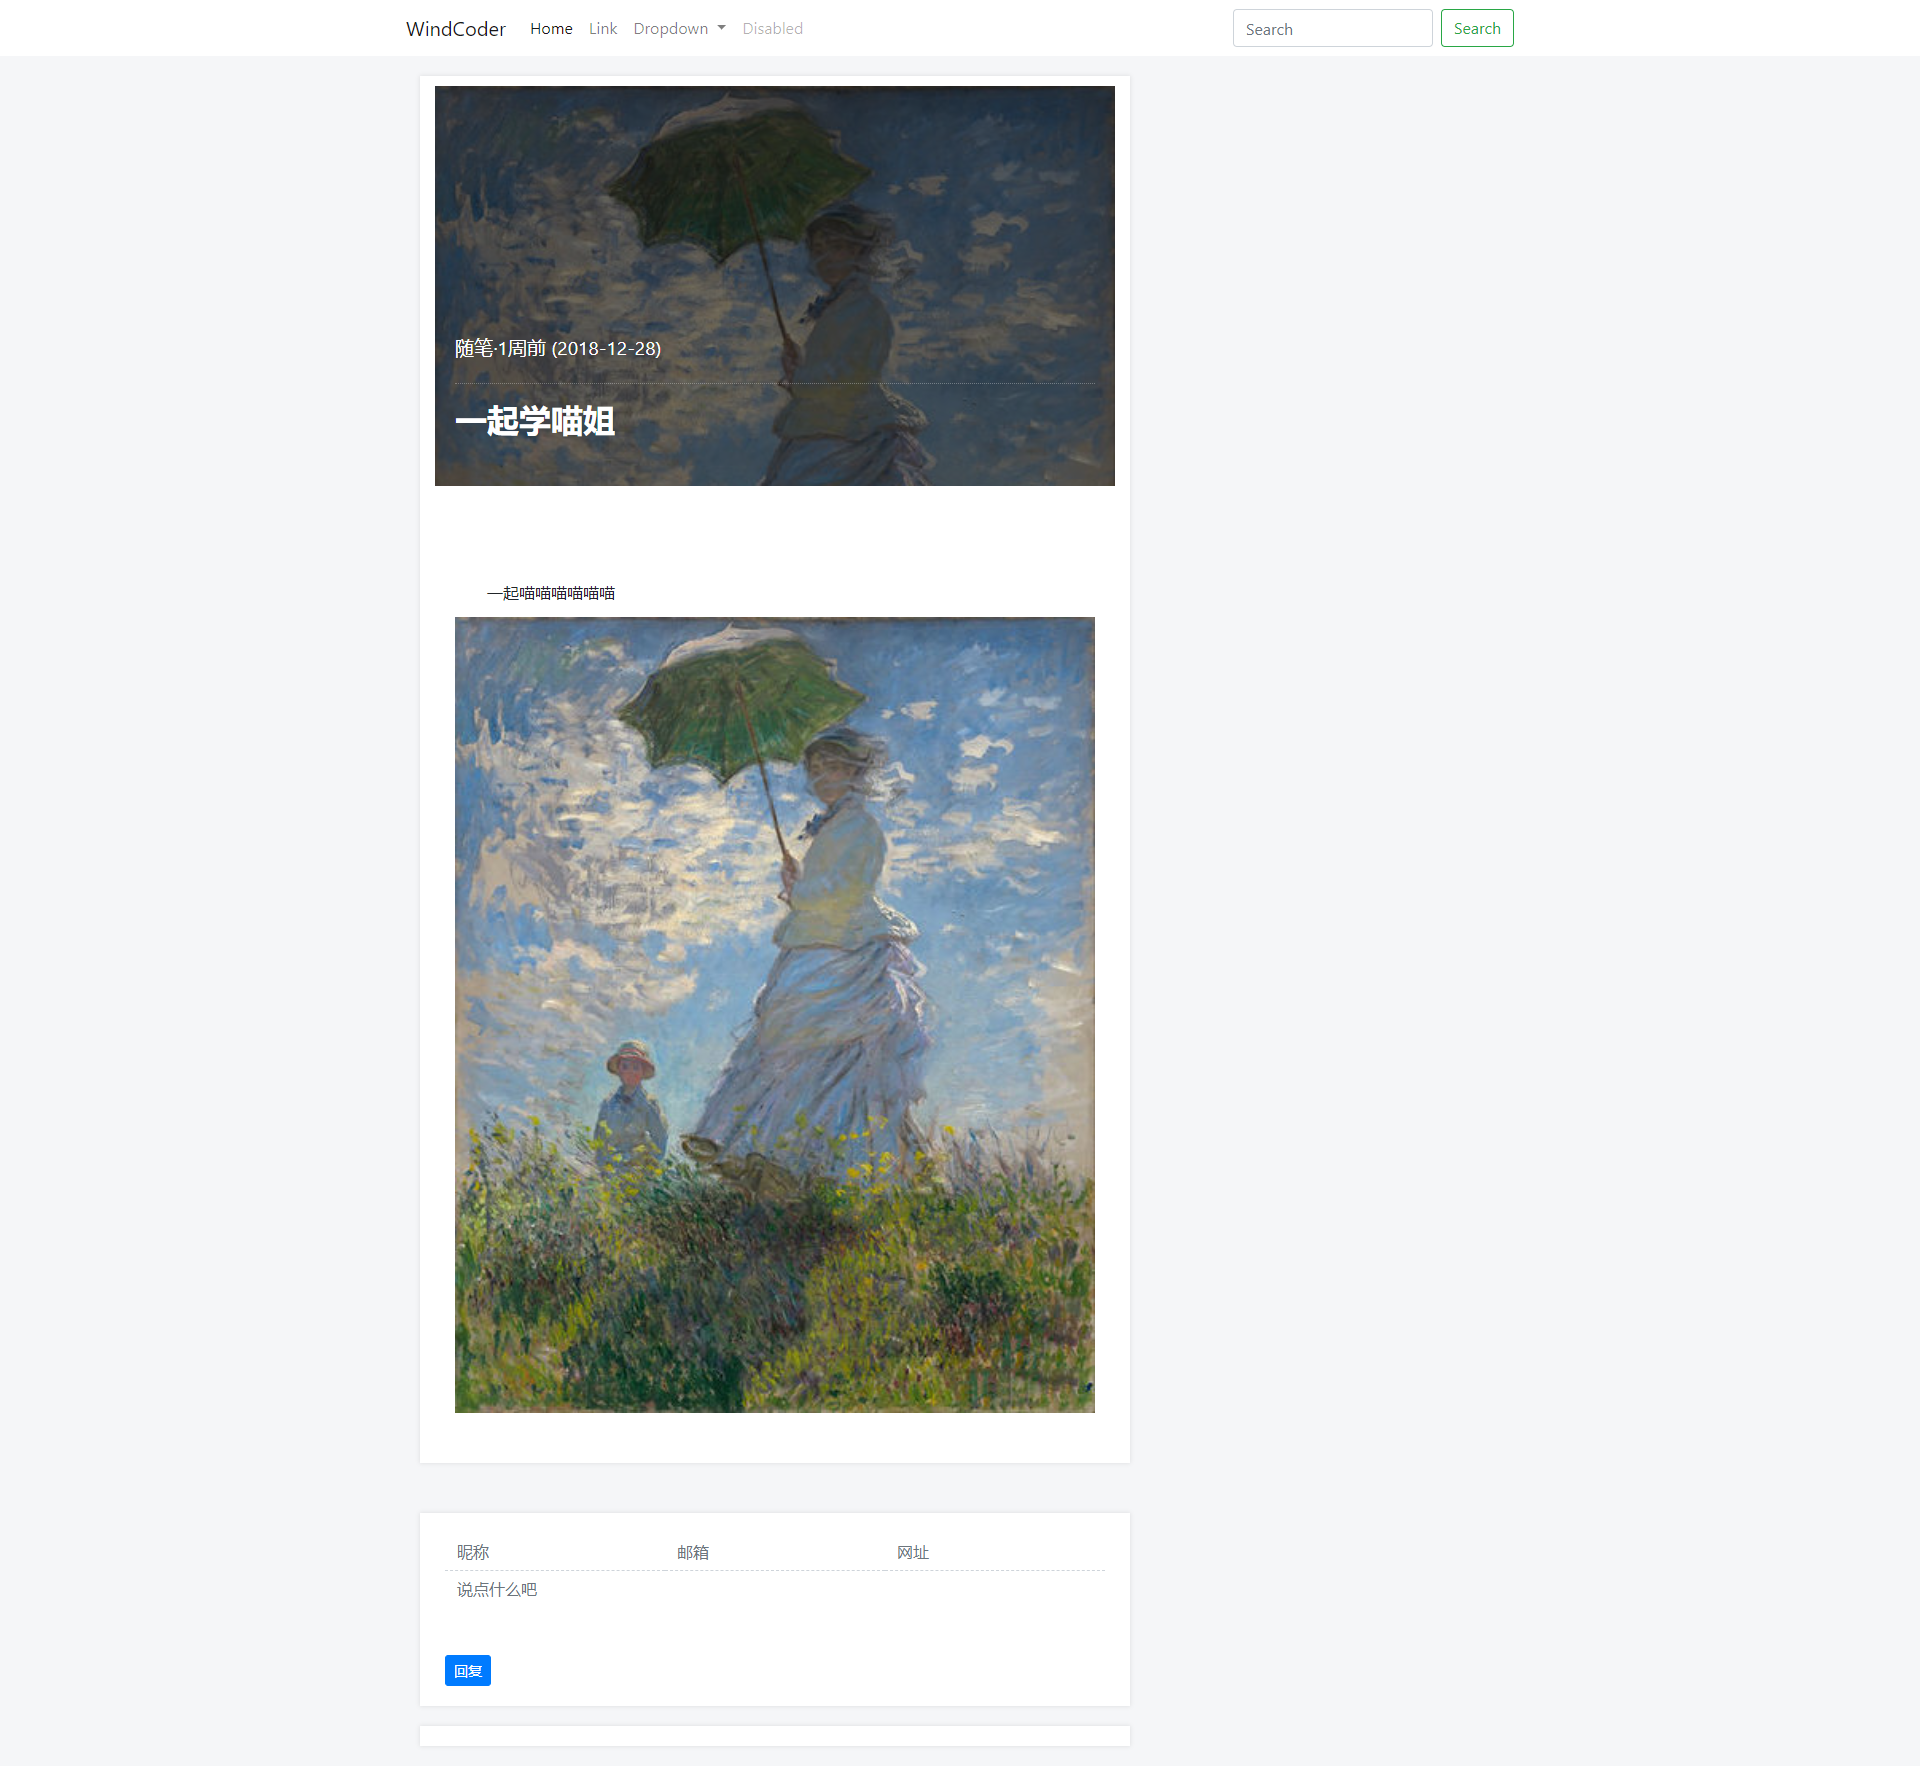 WindCoder Home Link Dropdown Disabled Search Search
随笔·1周前 (2018-12-28)
一起学喵姐
一起喵喵喵喵喵喵
昵称 邮箱 网址
说点什么吧
回复